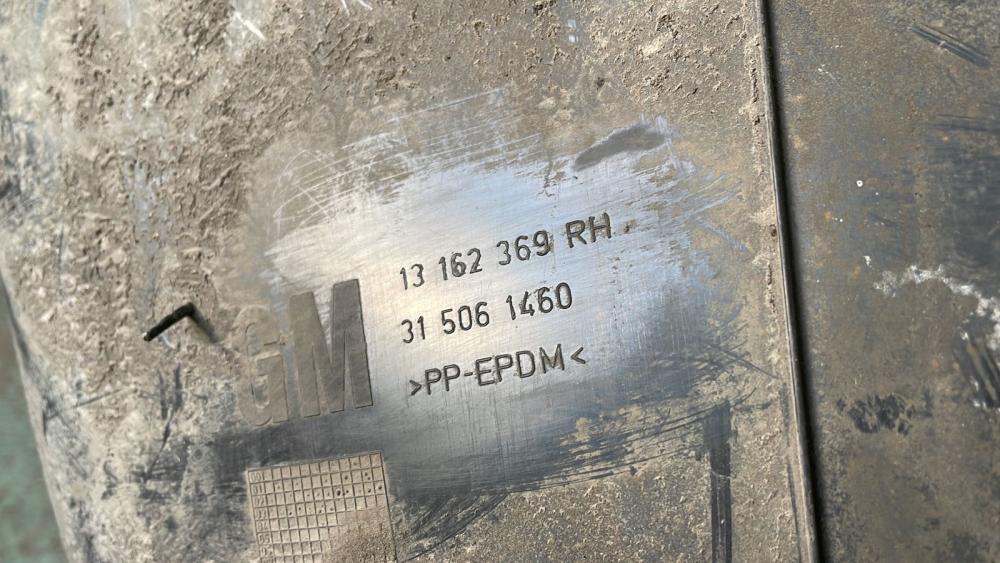 GM
13 162 369 RH
31 506 1460
>PP-EPDM<